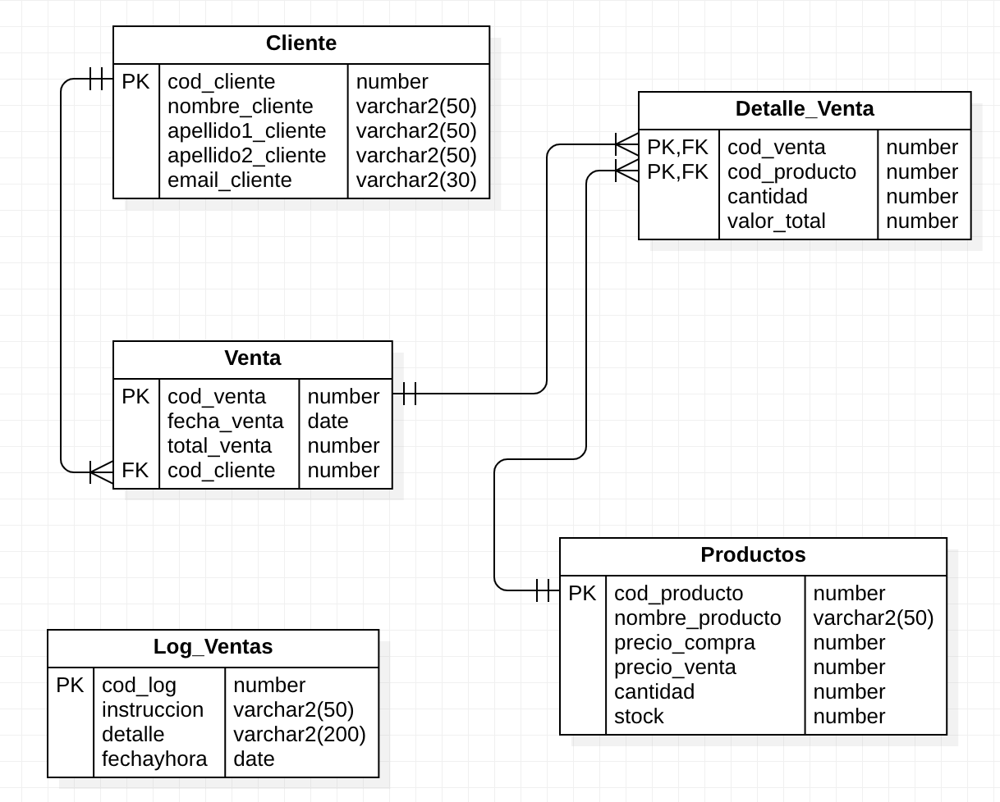 Cliente
PK cod_cliente number
nombre_cliente varchar2(50)
apellido1_cliente varchar2(50)
apellido2_cliente varchar2(50)
email_cliente varchar2(30)
Detalle_Venta
PK,FK cod_venta number
PK,FK cod_producto number
cantidad number
valor_total number
Venta
PK cod_venta number
fecha_venta date
total_venta number
FK cod_cliente number
Productos
PK cod_producto number
nombre_producto varchar2(50)
precio_compra number
precio_venta number
cantidad number
stock number
Log_Ventas
PK cod_log number
instruccion varchar2(50)
detalle varchar2(200)
fechayhora date